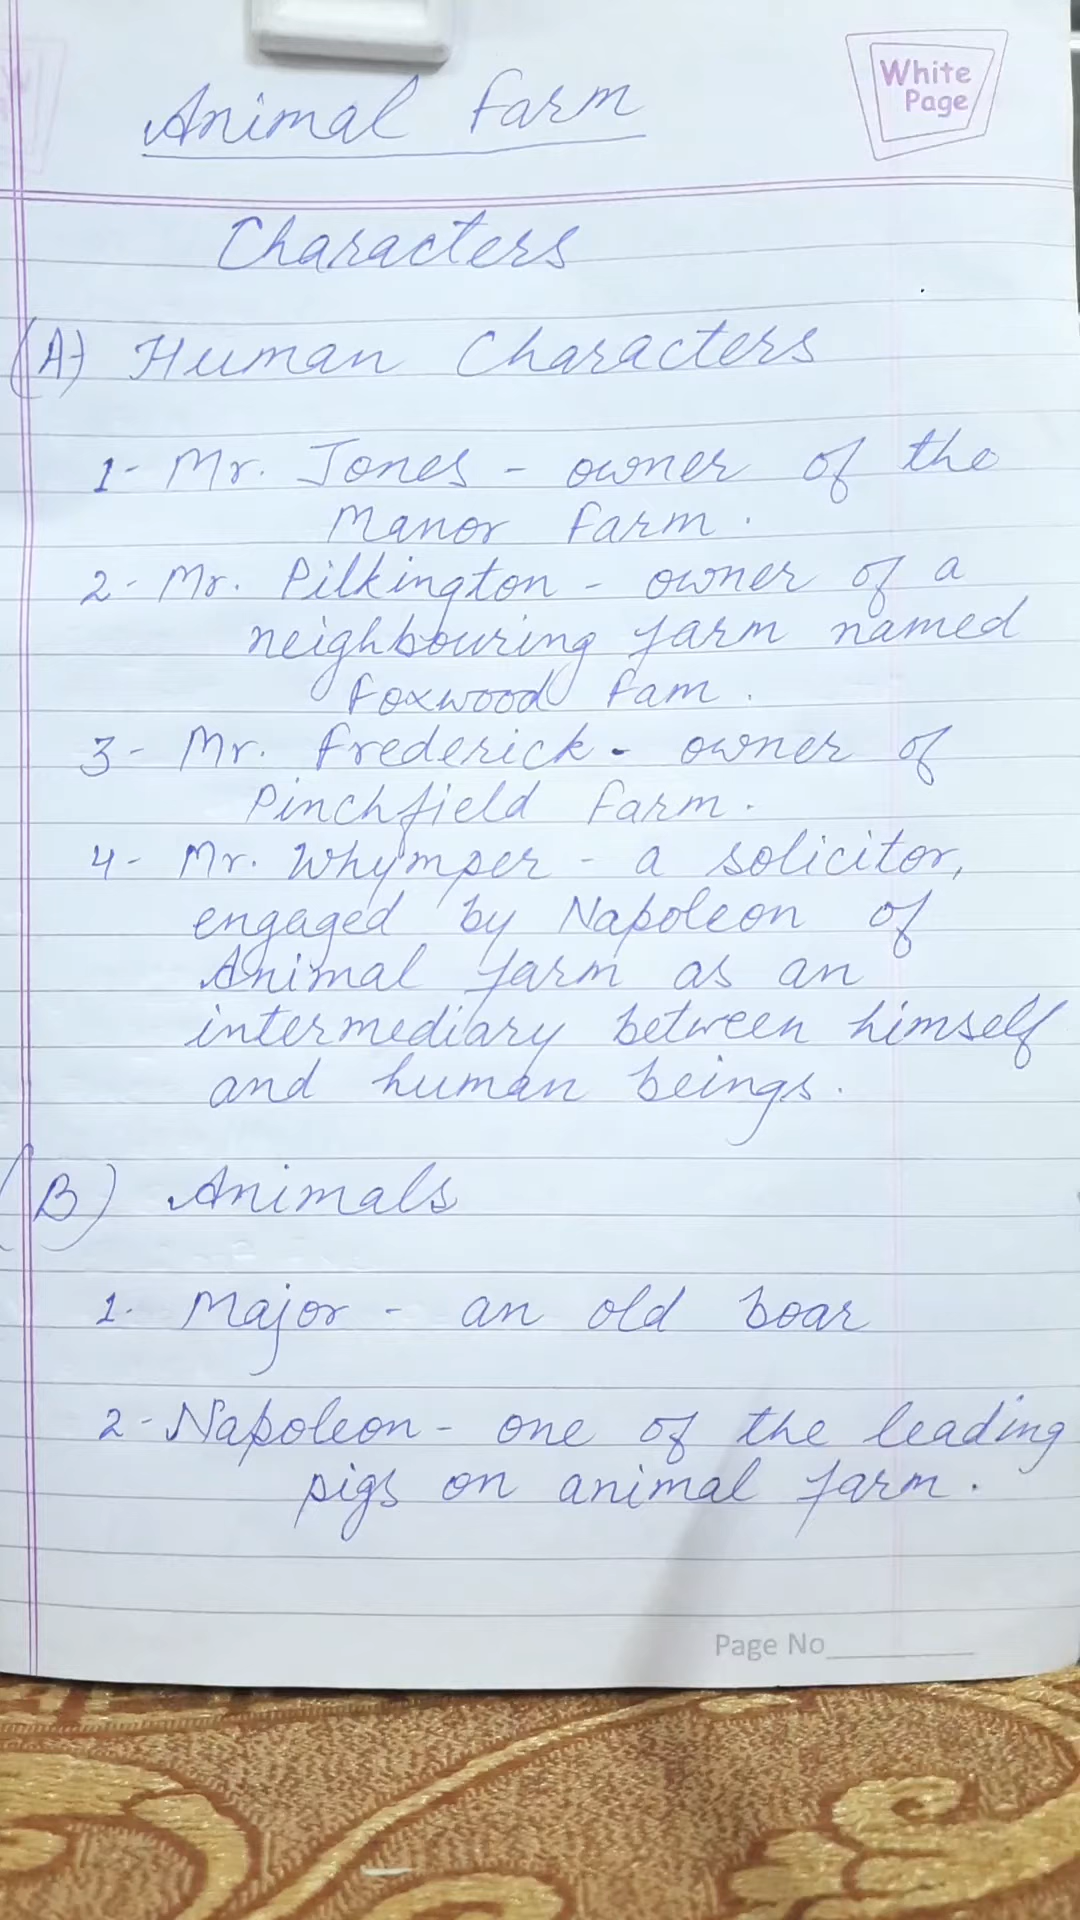 White
Page
Animal Farm
Characters
(A) Human Characters
1- Mr. Jones - owner of the
Manor Farm.
2- Mr. Pilkington - owner of a
neighbouring farm named
Foxwood Fam.
3- Mr. Frederick - owner of
Pinchfield Farm.
4- Mr. Whymper - a solicitor,
engaged by Napoleon of
Animal farm as an
intermediary between himself
and human beings.
(B) Animals
1- Major - an old boar
2- Napoleon - one of the leading
pigs on animal farm.
Page No